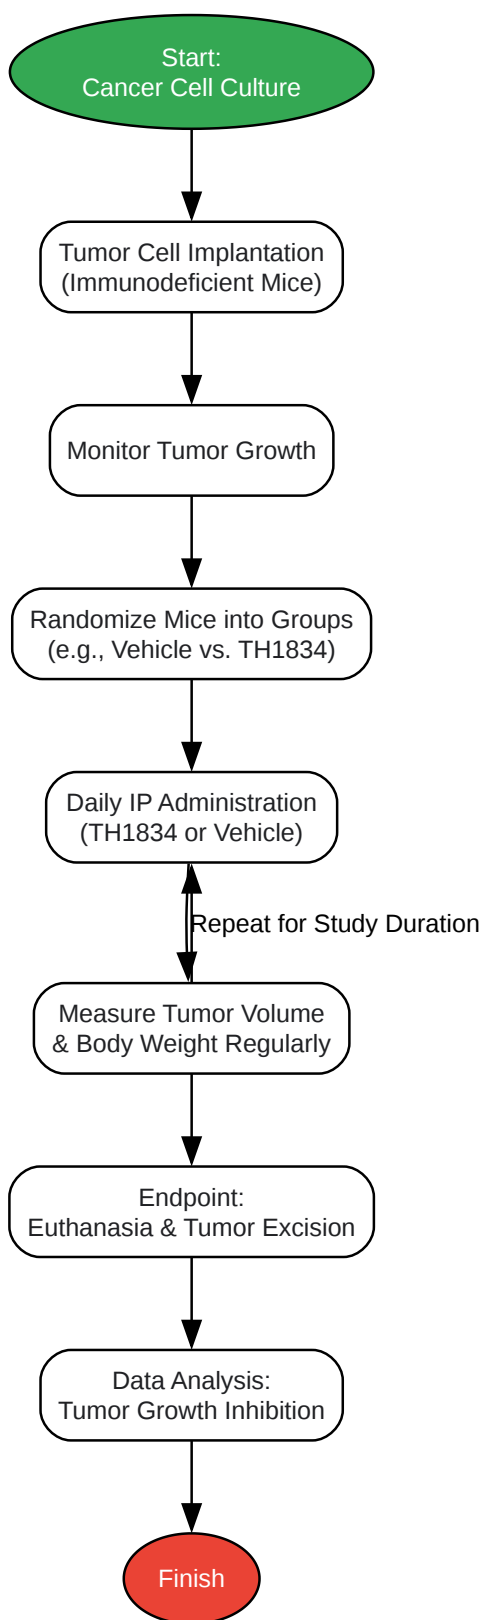 Start:
Cancer Cell Culture
Tumor Cell Implantation
(Immunodeficient Mice)
Monitor Tumor Growth
Randomize Mice into Groups
(e.g., Vehicle vs. TH1834)
Daily IP Administration
(TH1834 or Vehicle)
Repeat for Study Duration
Measure Tumor Volume
& Body Weight Regularly
Endpoint:
Euthanasia & Tumor Excision
Data Analysis:
Tumor Growth Inhibition
Finish